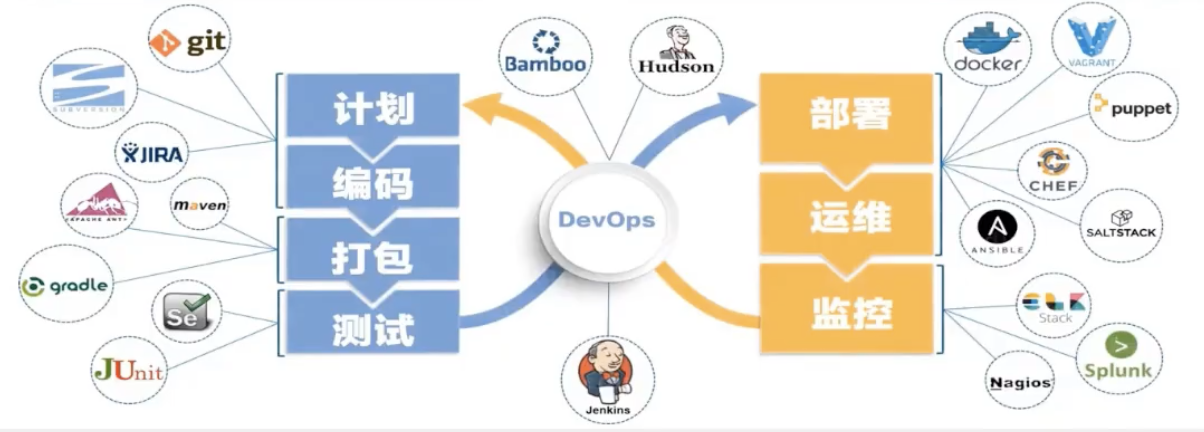 git
SUBVERSION
JIRA
APACHE ANT
maven
gradle
Se
JUnit
计划
编码
打包
测试
Bamboo
Hudson
DevOps
Jenkins
部署
运维
监控
docker
VAGRANT
puppet
CHEF
SALTSTACK
ANSIBLE
elk
Stack
Splunk
Nagios